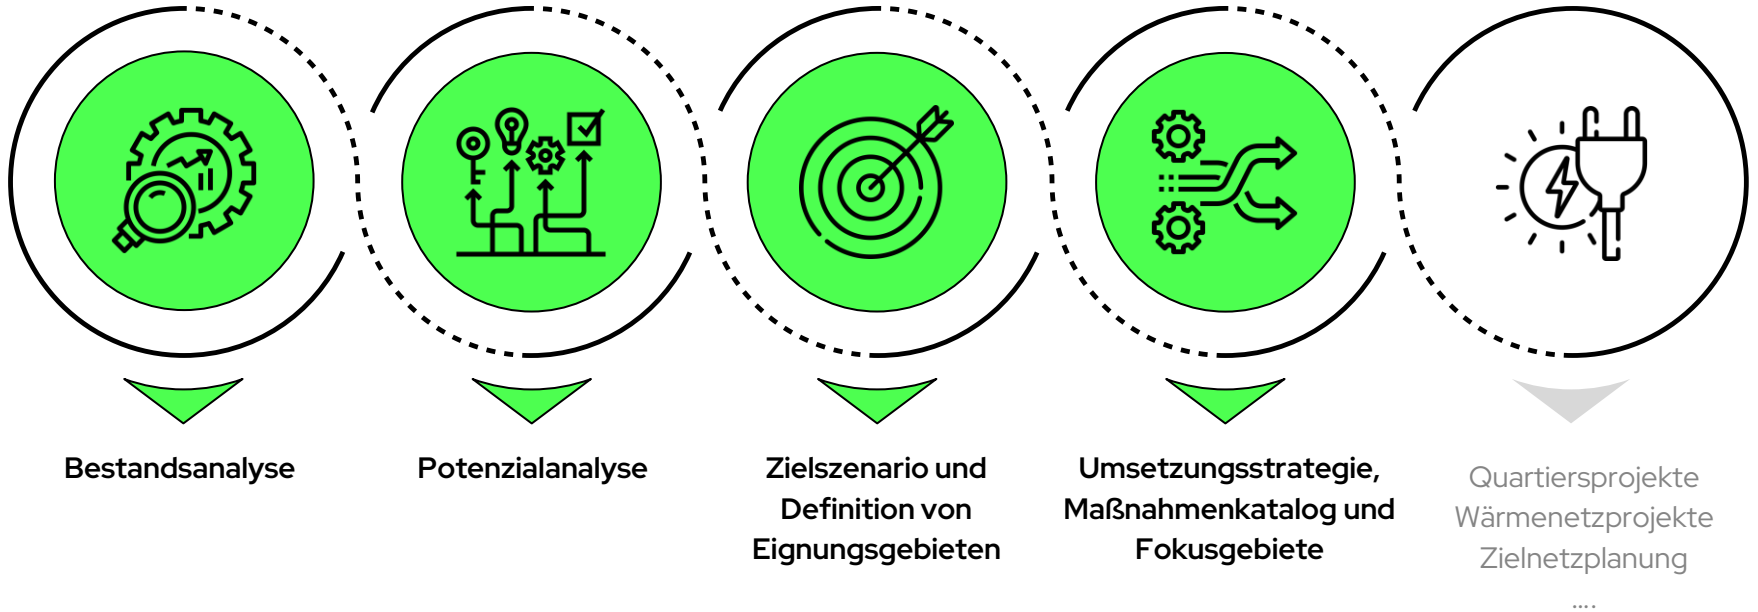 Bestandsanalyse
Potenzialanalyse
Zielszenario und
Definition von
Eignungsgebieten
Umsetzungsstrategie,
Maßnahmenkatalog und
Fokusgebiete
Quartiersprojekte
Wärmenetzprojekte
Zielnetzplanung
....